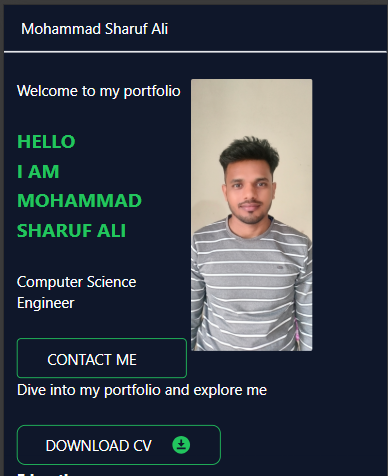 Mohammad Sharuf Ali
Welcome to my portfolio
HELLO
I AM
MOHAMMAD
SHARUF ALI
Computer Science
Engineer
CONTACT ME
Dive into my portfolio and explore me
DOWNLOAD CV